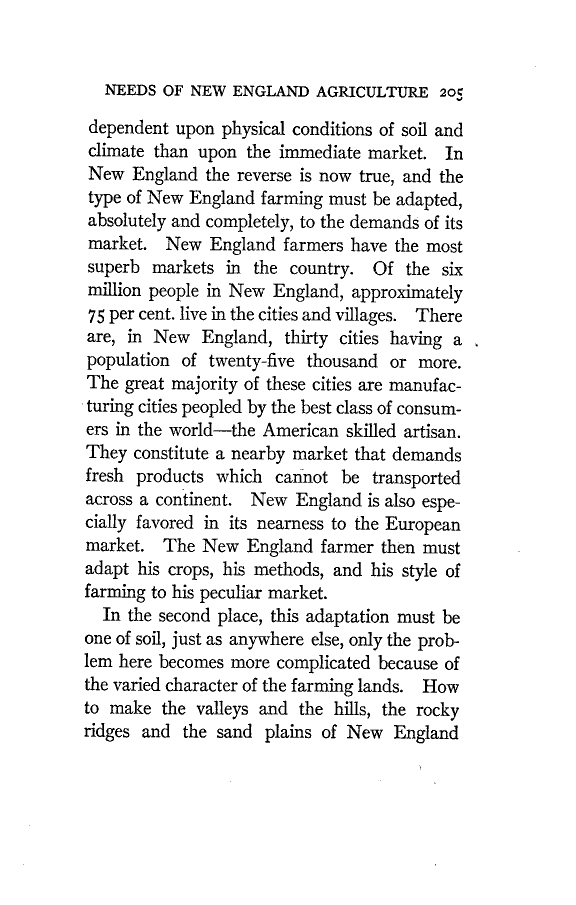 NEEDS OF NEW ENGLAND AGRICULTURE 205
dependent upon physical conditions of soil and
climate than upon the immediate market. In
New England the reverse is now true, and the
type of New England farming must be adapted,
absolutely and completely, to the demands of its
market. New England farmers have the most
superb markets in the country. Of the six
million people in New England, approximately
75 per cent. live in the cities and villages. There
are, in New England, thirty cities having a
population of twenty-five thousand or more.
The great majority of these cities are manufac-
turing cities peopled by the best class of consum-
ers in the world—the American skilled artisan.
They constitute a nearby market that demands
fresh products which cannot be transported
across a continent. New England is also espe-
cially favored in its nearness to the European
market. The New England farmer then must
adapt his crops, his methods, and his style of
farming to his peculiar market.
In the second place, this adaptation must be
one of soil, just as anywhere else, only the prob-
lem here becomes more complicated because of
the varied character of the farming lands. How
to make the valleys and the hills, the rocky
ridges and the sand plains of New England